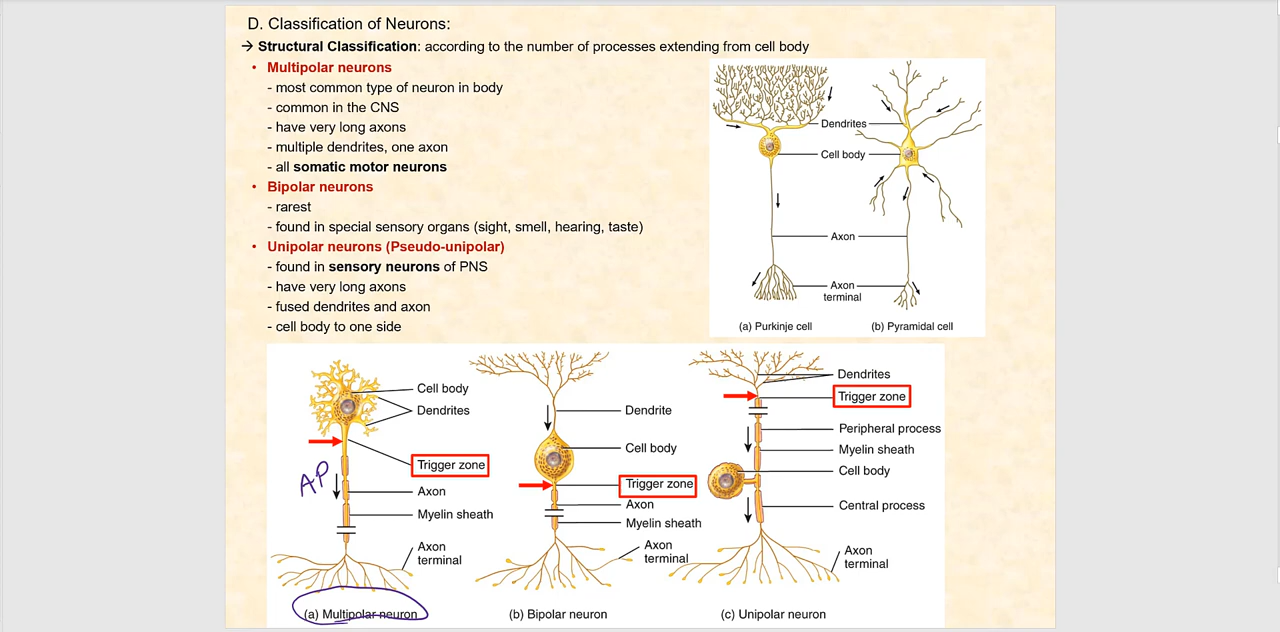 D. Classification of Neurons:
→ Structural Classification: according to the number of processes extending from cell body
• Multipolar neurons
- most common type of neuron in body
- common in the CNS
- have very long axons
- multiple dendrites, one axon
- all somatic motor neurons
• Bipolar neurons
- rarest
- found in special sensory organs (sight, smell, hearing, taste)
• Unipolar neurons (Pseudo-unipolar)
- found in sensory neurons of PNS
- have very long axons
- fused dendrites and axon
- cell body to one side
Dendrites
Cell body
Axon
Axon
terminal
(a) Purkinje cell
(b) Pyramidal cell
Cell body
Dendrites
Trigger zone
AP
Axon
Myelin sheath
Axon
terminal
(a) Multipolar neuron
Dendrite
Cell body
Trigger zone
Axon
Myelin sheath
Axon
terminal
(b) Bipolar neuron
Dendrites
Trigger zone
Peripheral process
Myelin sheath
Cell body
Central process
Axon
terminal
(c) Unipolar neuron